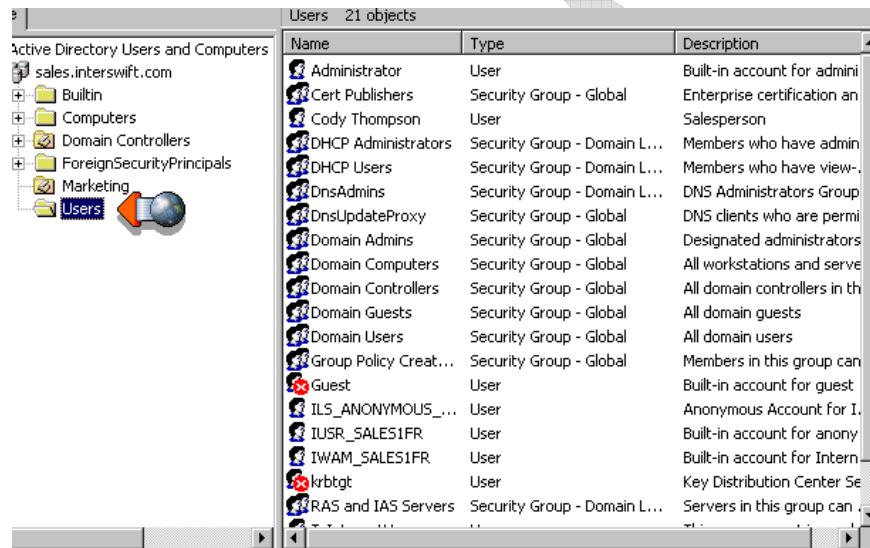 Users 21 objects
Active Directory Users and Computers
sales.interswift.com
Builtin
Computers
Domain Controllers
ForeignSecurityPrincipals
Marketing
Users
Name Type Description
Administrator User Built-in account for admini
Cert Publishers Security Group - Global Enterprise certification an
Cody Thompson User Salesperson
DHCP Administrators Security Group - Domain L... Members who have admin
DHCP Users Security Group - Domain L... Members who have view-.
DnsAdmins Security Group - Domain L... DNS Administrators Group
DnsUpdateProxy Security Group - Global DNS clients who are permi
Domain Admins Security Group - Global Designated administrators
Domain Computers Security Group - Global All workstations and serve
Domain Controllers Security Group - Global All domain controllers in th
Domain Guests Security Group - Global All domain guests
Domain Users Security Group - Global All domain users
Group Policy Creat... Security Group - Global Members in this group can
Guest User Built-in account for guest
ILS_ANONYMOUS_... User Anonymous Account for I.
IUSR_SALES1FR User Built-in account for anony
IWAM_SALES1FR User Built-in account for Intern
krbtgt User Key Distribution Center Se
RAS and IAS Servers Security Group - Domain L... Servers in this group can .